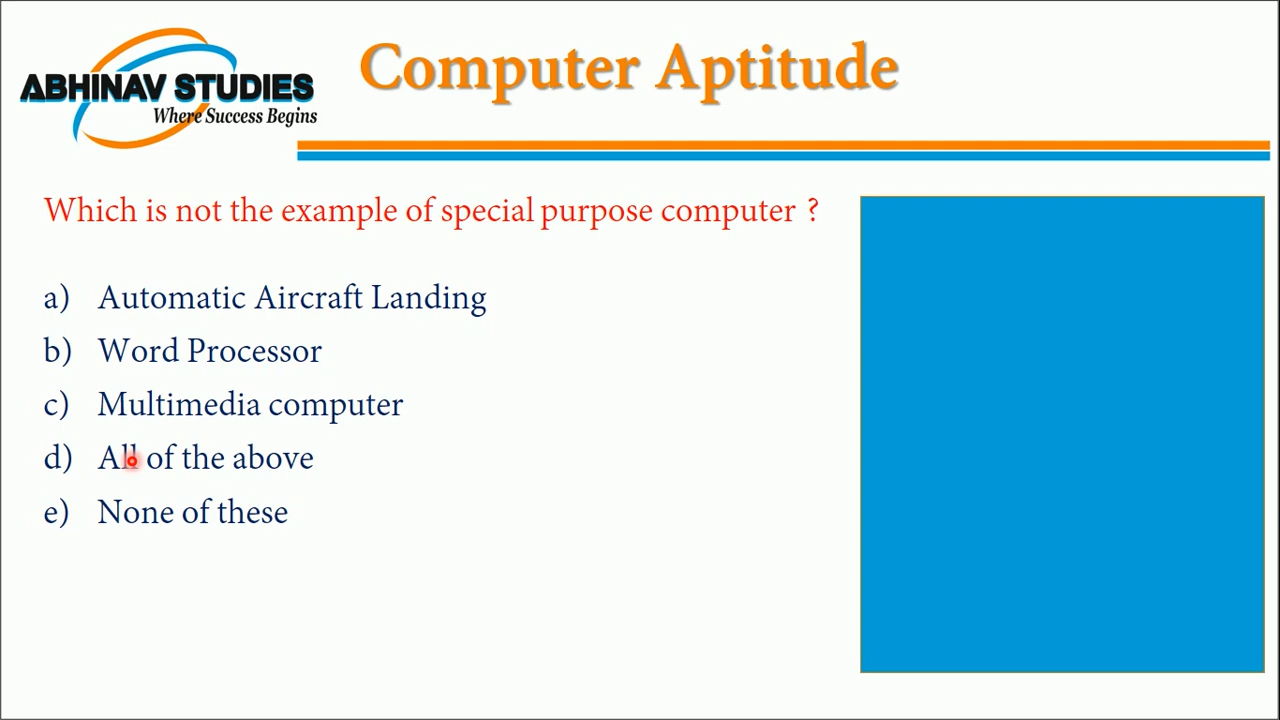 ABHINAV STUDIES
Where Success Begins
Computer Aptitude
Which is not the example of special purpose computer ?
a) Automatic Aircraft Landing
b) Word Processor
c) Multimedia computer
d) All of the above
e) None of these